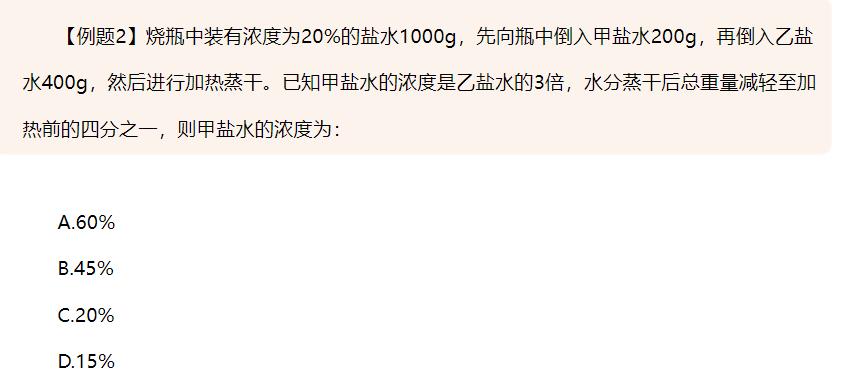 【例题2】烧瓶中装有浓度为20%的盐水1000g，先向瓶中倒入甲盐水200g，再倒入乙盐
水400g，然后进行加热蒸干。已知甲盐水的浓度是乙盐水的3倍，水分蒸干后总重量减轻至加
热前的四分之一，则甲盐水的浓度为：
A.60%
B.45%
C.20%
D.15%